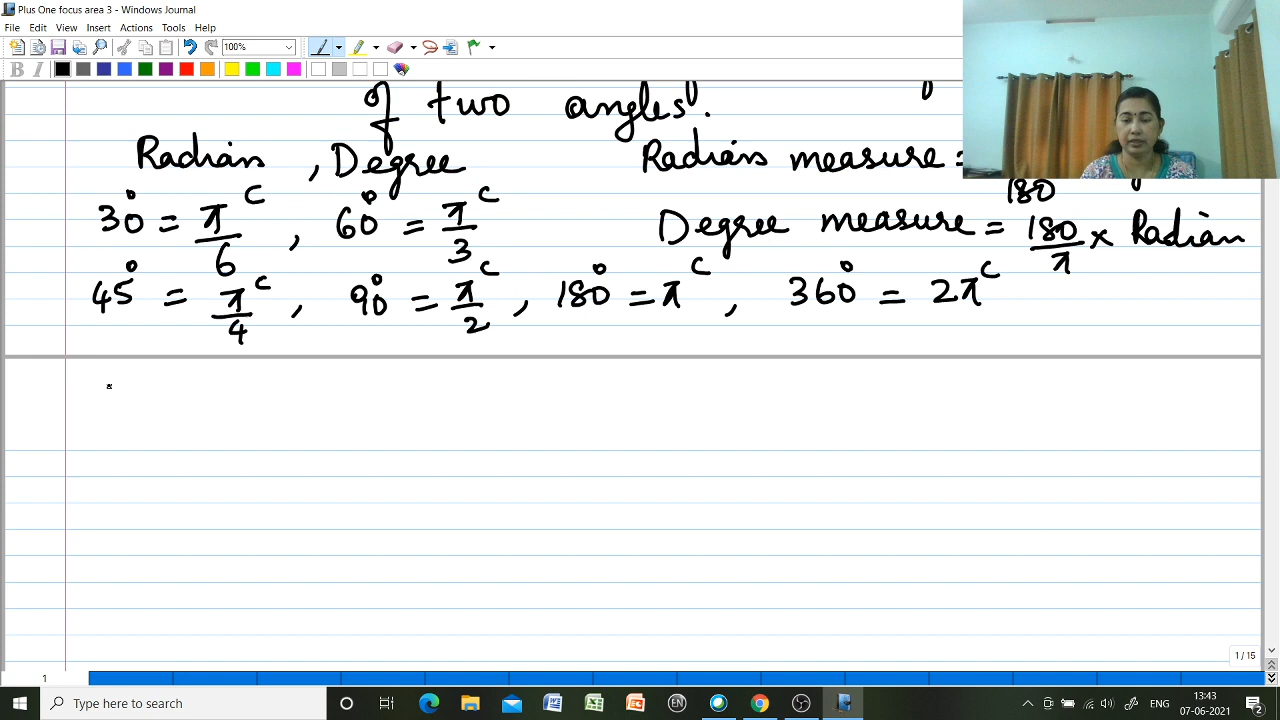 Plus One focus area 3 - Windows Journal
File Edit View Insert Actions Tools Help
100%
B I
of two angles.
Radian , Degree
Radian measure =
180
30° = π/6 ᶜ , 60° = π/3 ᶜ
Degree measure = 180/π × Radian
45° = π/4 ᶜ , 90° = π/2 ᶜ , 180° = π ᶜ , 360° = 2π ᶜ
1 / 15
1
Type here to search
EN
ENG
13:43
07-06-2021
2